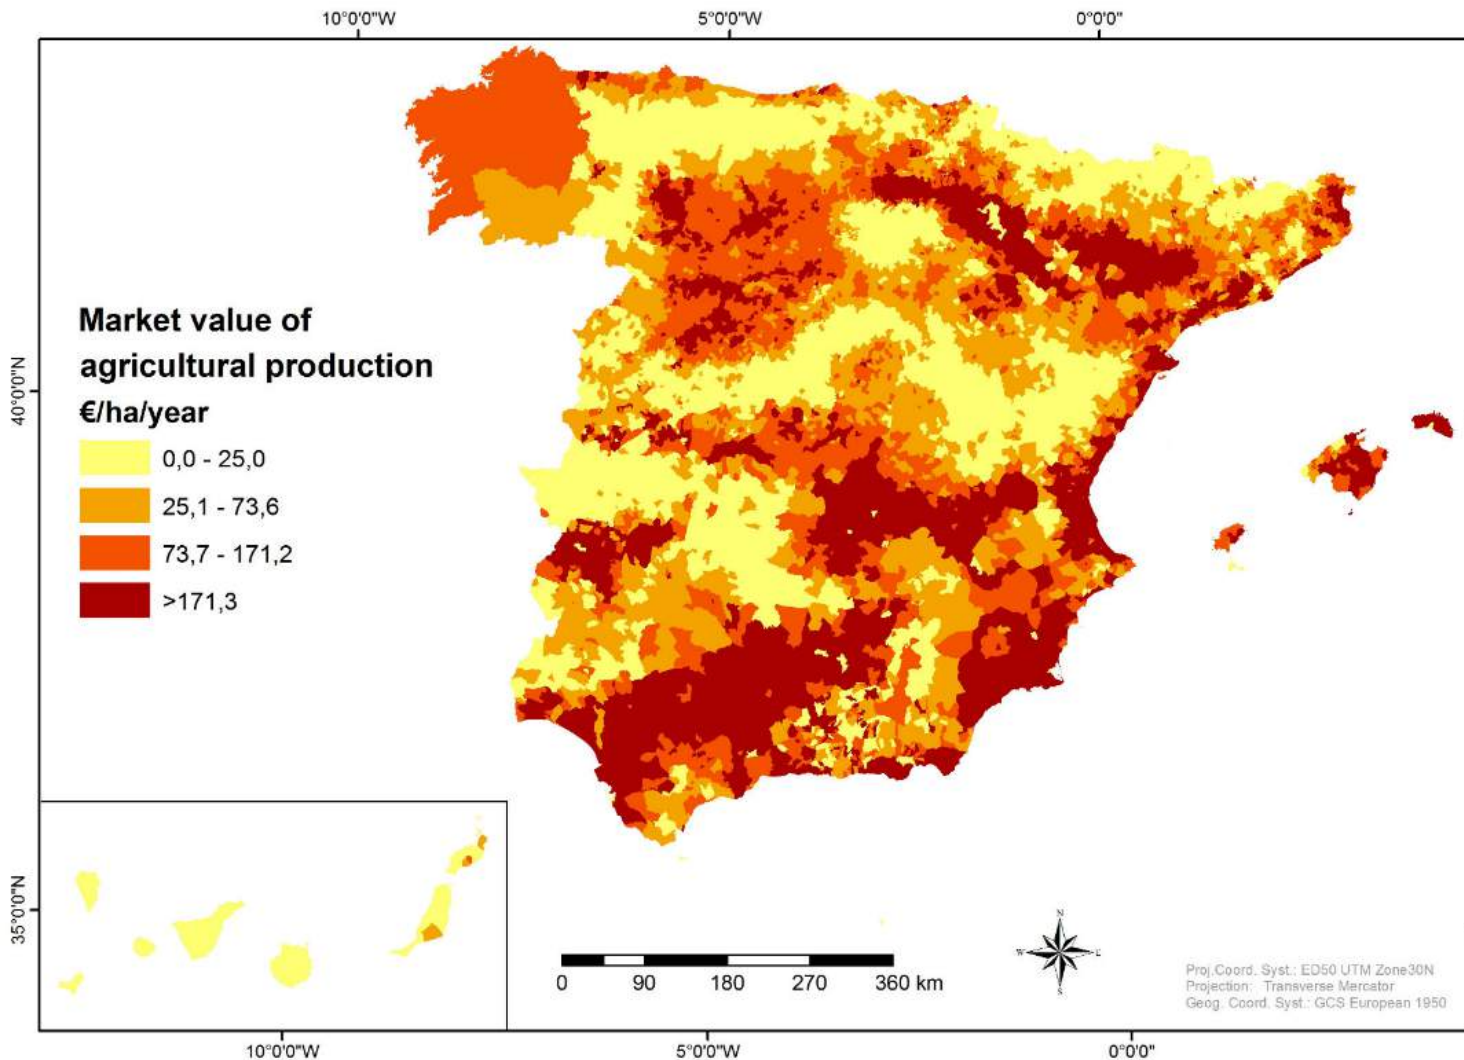 10°0'0"W 5°0'0"W 0°0'0"
40°0'0"N
35°0'0"N
Market value of
agricultural production
€/ha/year
0,0 - 25,0
25,1 - 73,6
73,7 - 171,2
>171,3
0 90 180 270 360 km
N
W E
S
Proj.Coord. Syst.: ED50 UTM Zone30N
Projection: Transverse Mercator
Geog. Coord. Syst.: GCS European 1950
10°0'0"W 5°0'0"W 0°0'0"